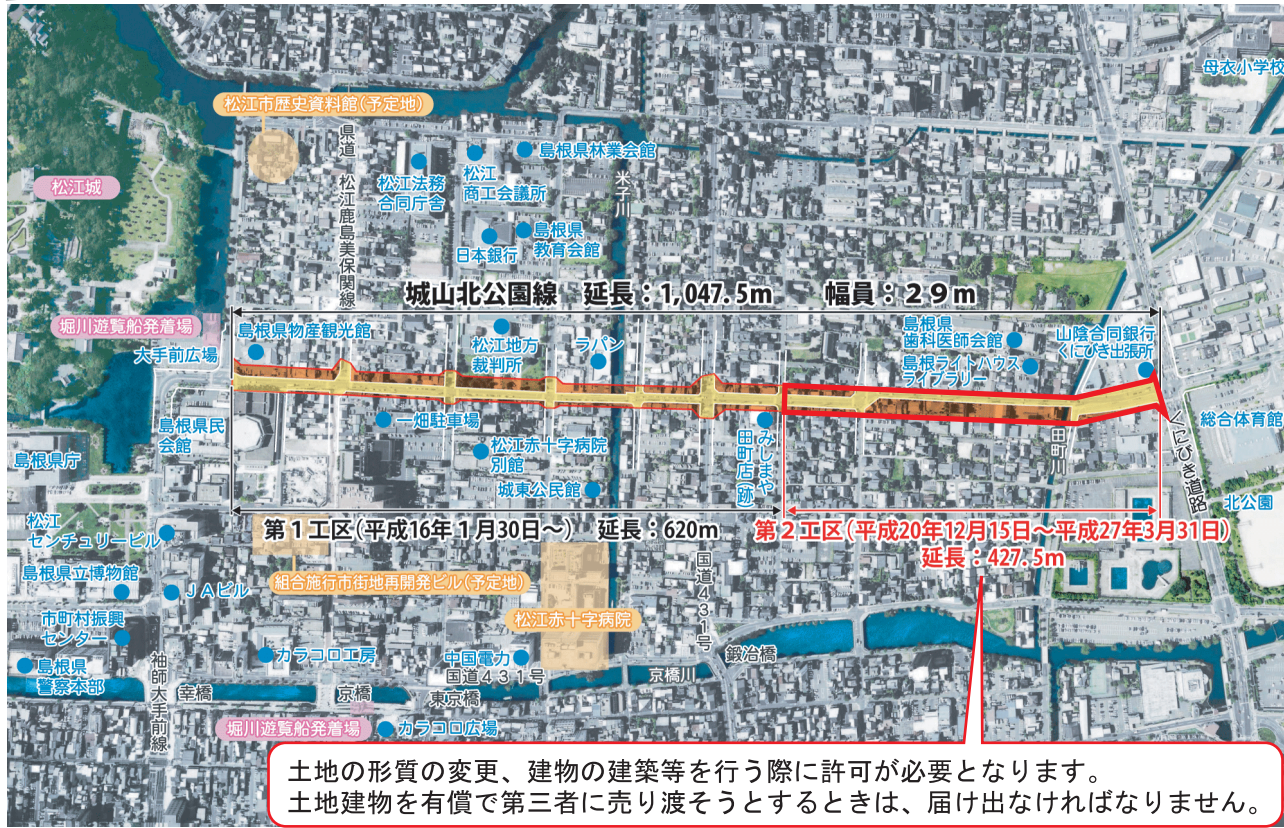 母衣小学校
松江市歴史資料館(予定地)
県道 松江鹿島美保関線
島根県林業会館
松江法務
合同庁舎
松江
商工会議所
米子川
松江城
島根県
教育会館
日本銀行
城山北公園線 延長:1,047.5m 幅員:29m
堀川遊覧船発着場
大手前広場
島根県物産観光館
松江地方
裁判所
ラパン
島根県
歯科医師会館
島根ライトハウス
ライブラリー
山陰合同銀行
くにびき出張所
島根県民
会館
一畑駐車場
松江赤十字病院
別館
城東公民館
みしまや
田町店(跡)
田町川
くにびき道路
総合体育館
北公園
島根県庁
第1工区(平成16年1月30日~) 延長:620m
第2工区(平成20年12月15日~平成27年3月31日)
延長:427.5m
松江
センチュリービル
島根県立博物館
JAビル
組合施行市街地再開発ビル(予定地)
松江赤十字病院
国道431号
市町村振興
センター
島根県
警察本部
袖師大手前線
カラコロ工房
中国電力
国道431号
鍛治橋
京橋川
幸橋
京橋
東京橋
堀川遊覧船発着場
カラコロ広場
土地の形質の変更、建物の建築等を行う際に許可が必要となります。
土地建物を有償で第三者に売り渡そうとするときは、届け出なければなりません。